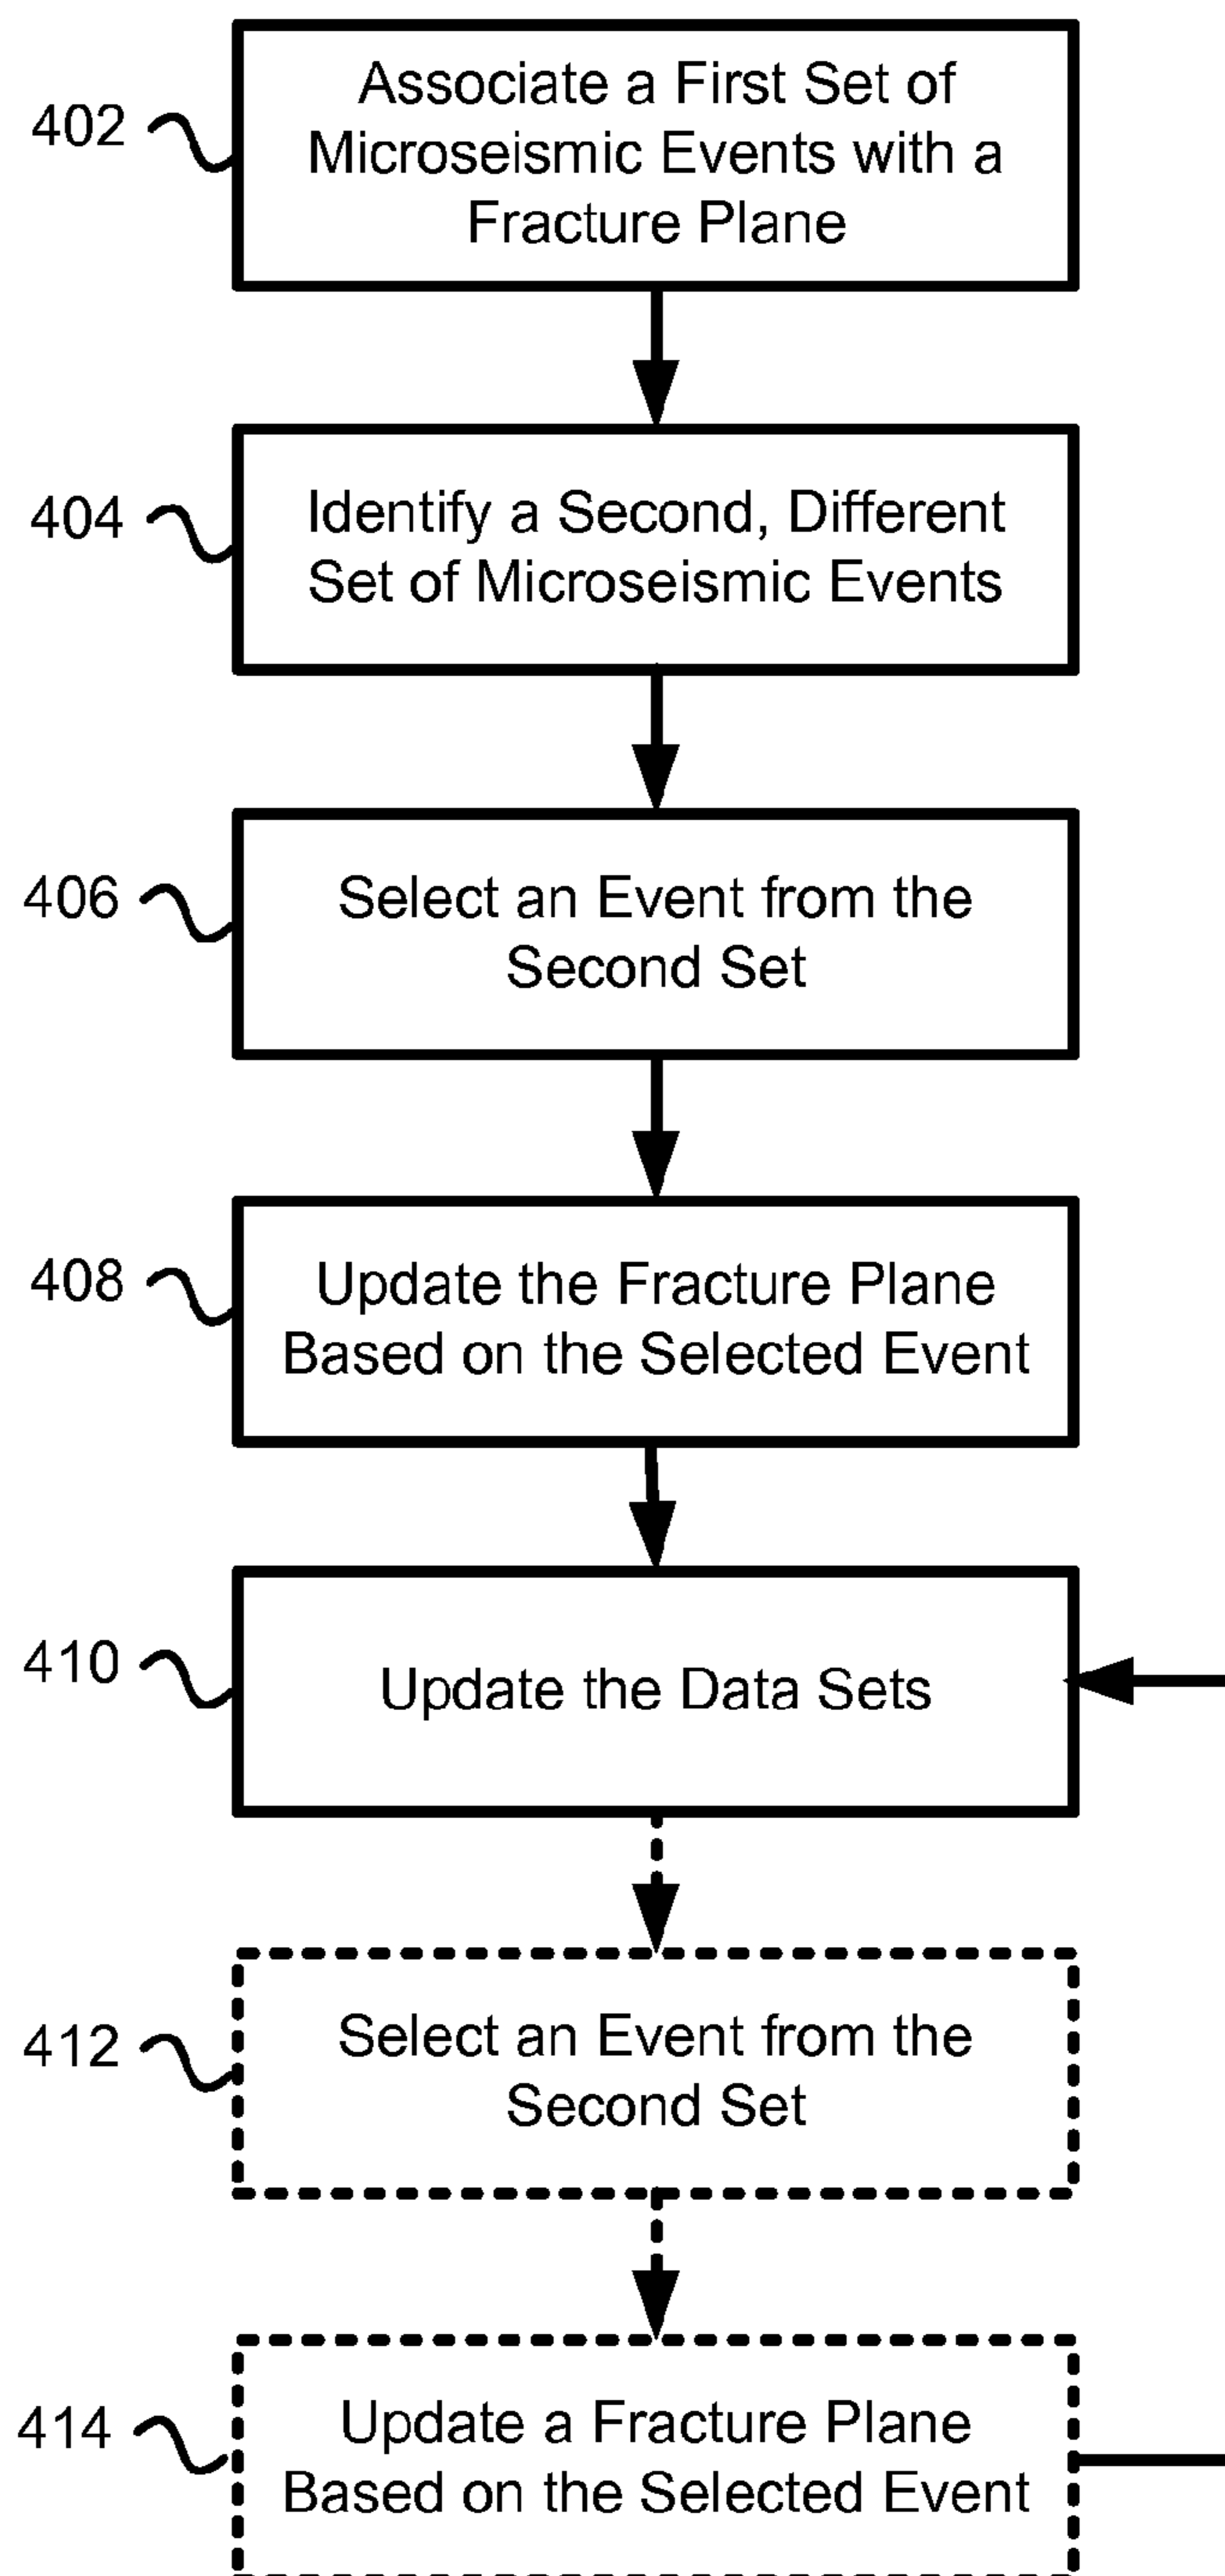 402
Associate a First Set of
Microseismic Events with a
Fracture Plane
404
Identify a Second, Different
Set of Microseismic Events
406
Select an Event from the
Second Set
408
Update the Fracture Plane
Based on the Selected Event
410
Update the Data Sets
412
Select an Event from the
Second Set
414
Update a Fracture Plane
Based on the Selected Event